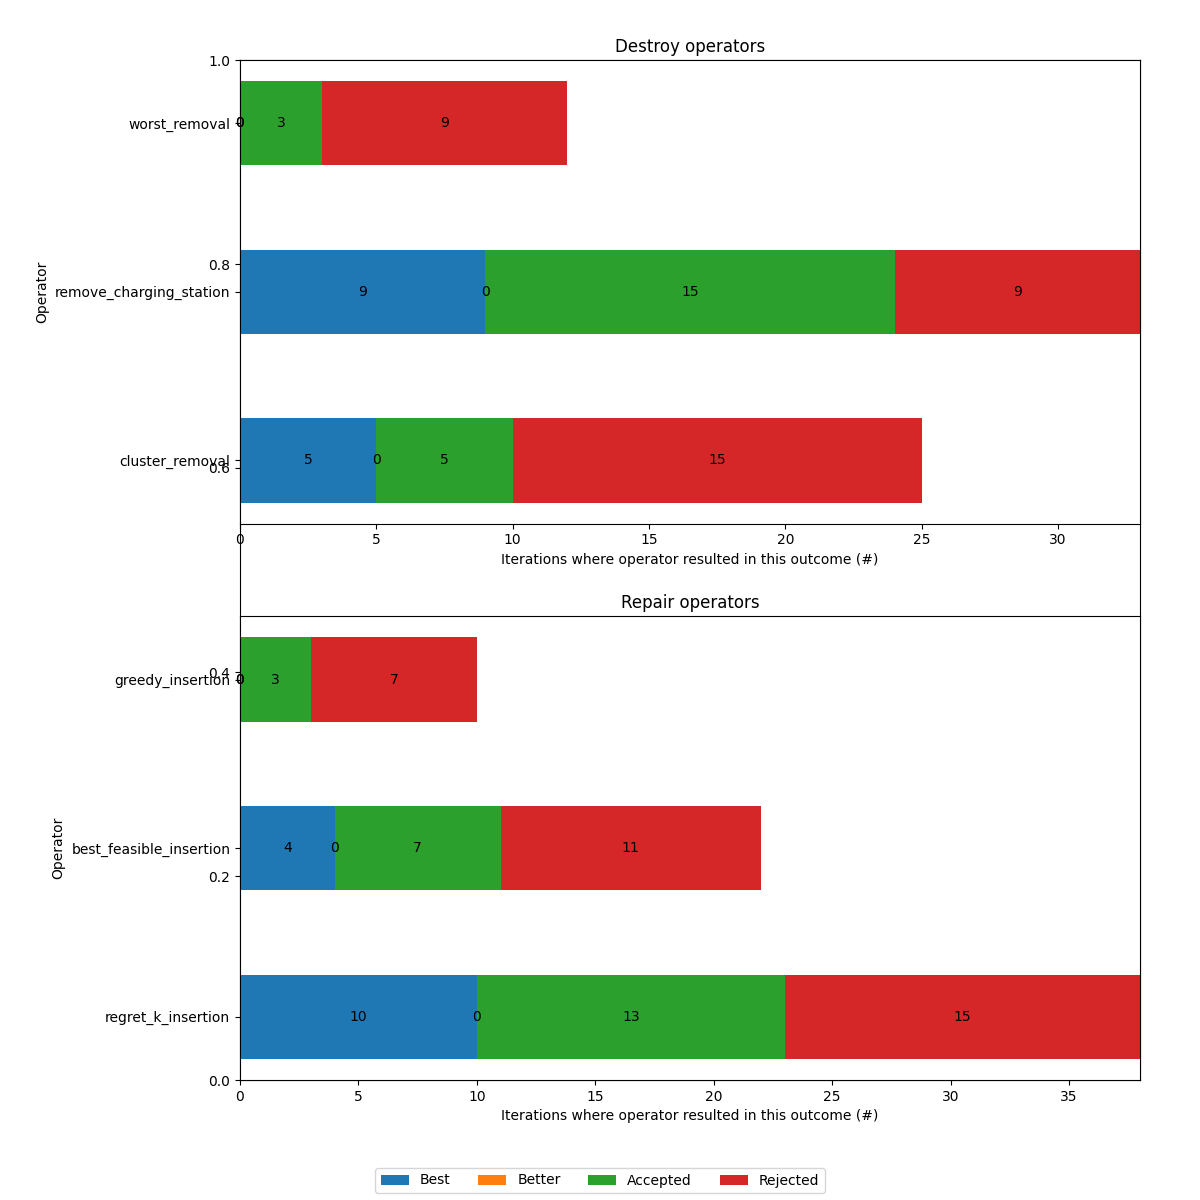 Destroy operators
1.0
worst_removal 0 0 3 9
0.8
Operator
remove_charging_station 9 0 15 9
cluster_removal 5 0 5 15
0.6
0 5 10 15 20 25 30
Iterations where operator resulted in this outcome (#)
Repair operators
0.4
greedy_insertion 0 0 3 7
Operator
best_feasible_insertion 4 0 7 11
0.2
regret_k_insertion 10 0 13 15
0.0
0 5 10 15 20 25 30 35
Iterations where operator resulted in this outcome (#)
Best Better Accepted Rejected